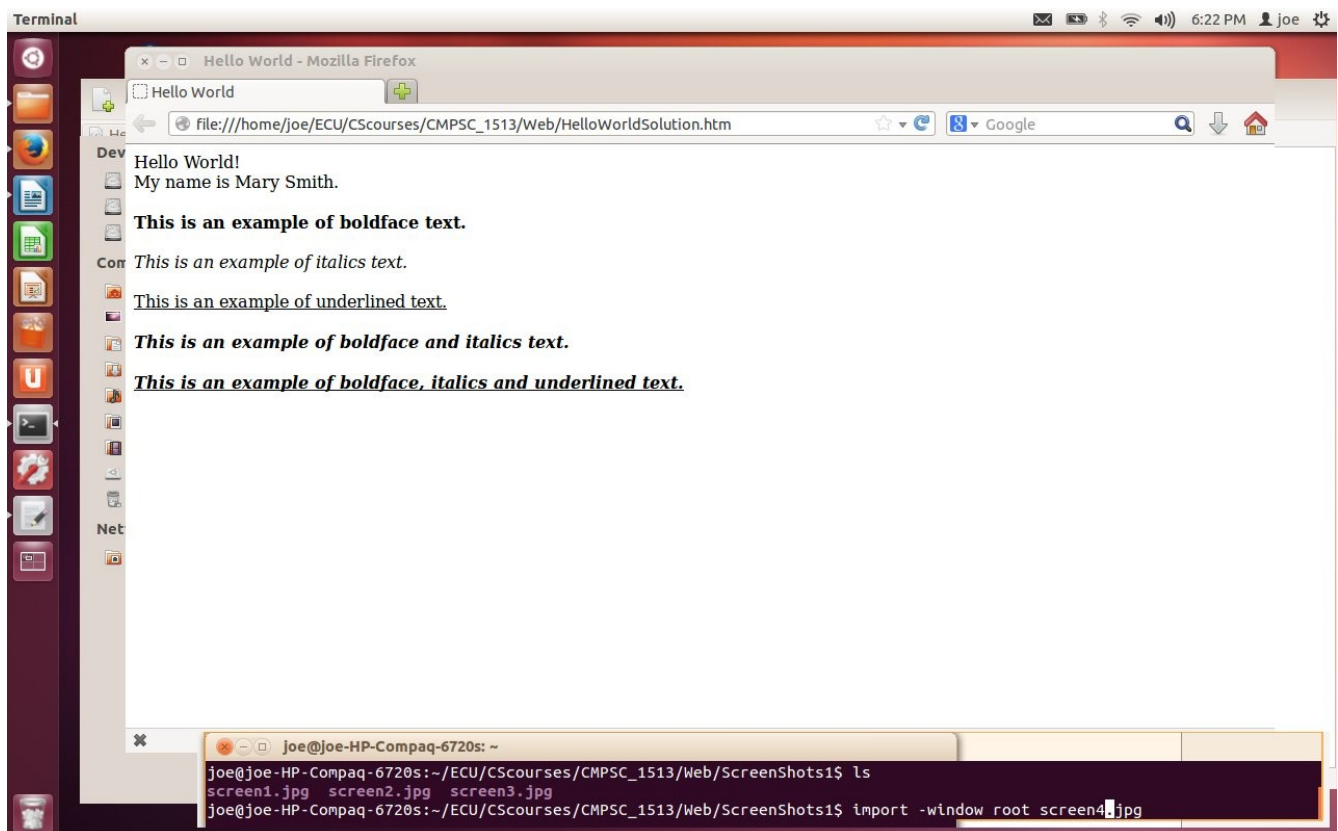 Terminal
6:22 PM joe
Hello World - Mozilla Firefox
Hello World
file:///home/joe/ECU/CScourses/CMPSC_1513/Web/HelloWorldSolution.htm
Google
He
Dev
Com
Net
Hello World!
My name is Mary Smith.
This is an example of boldface text.
This is an example of italics text.
This is an example of underlined text.
This is an example of boldface and italics text.
This is an example of boldface, italics and underlined text.
joe@joe-HP-Compaq-6720s: ~
joe@joe-HP-Compaq-6720s:~/ECU/CScourses/CMPSC_1513/Web/ScreenShots1$ ls
screen1.jpg screen2.jpg screen3.jpg
joe@joe-HP-Compaq-6720s:~/ECU/CScourses/CMPSC_1513/Web/ScreenShots1$ import -window root screen4.jpg